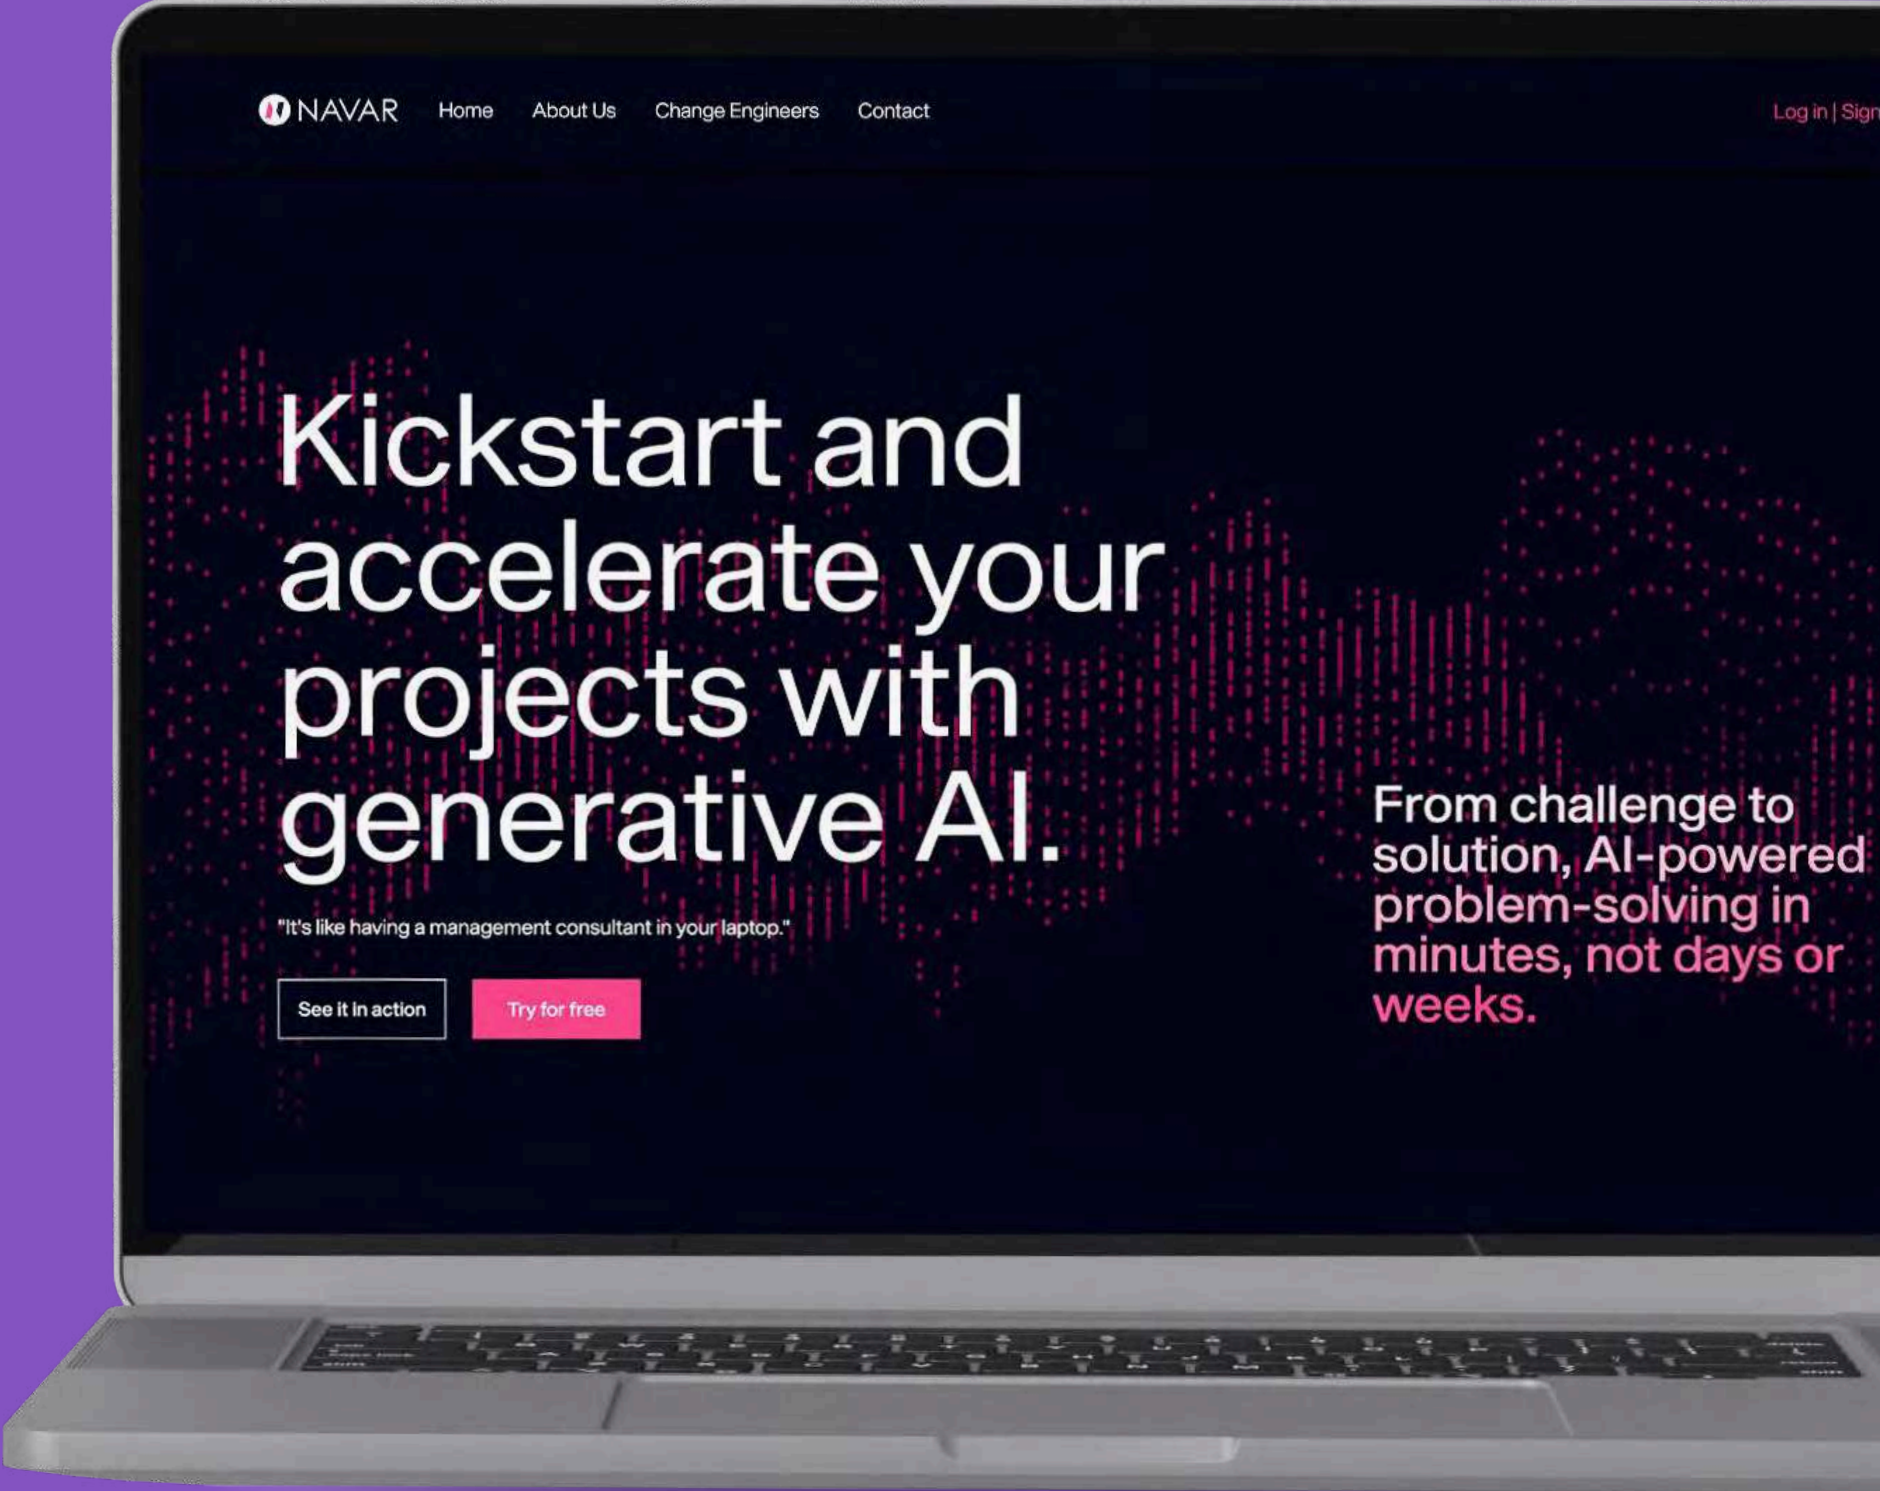 NAVAR Home About Us Change Engineers Contact Log in | Sign
Kickstart and
accelerate your
projects with
generative AI.
"It's like having a management consultant in your laptop."
See it in action Try for free
From challenge to
solution, AI-powered
problem-solving in
minutes, not days or
weeks.